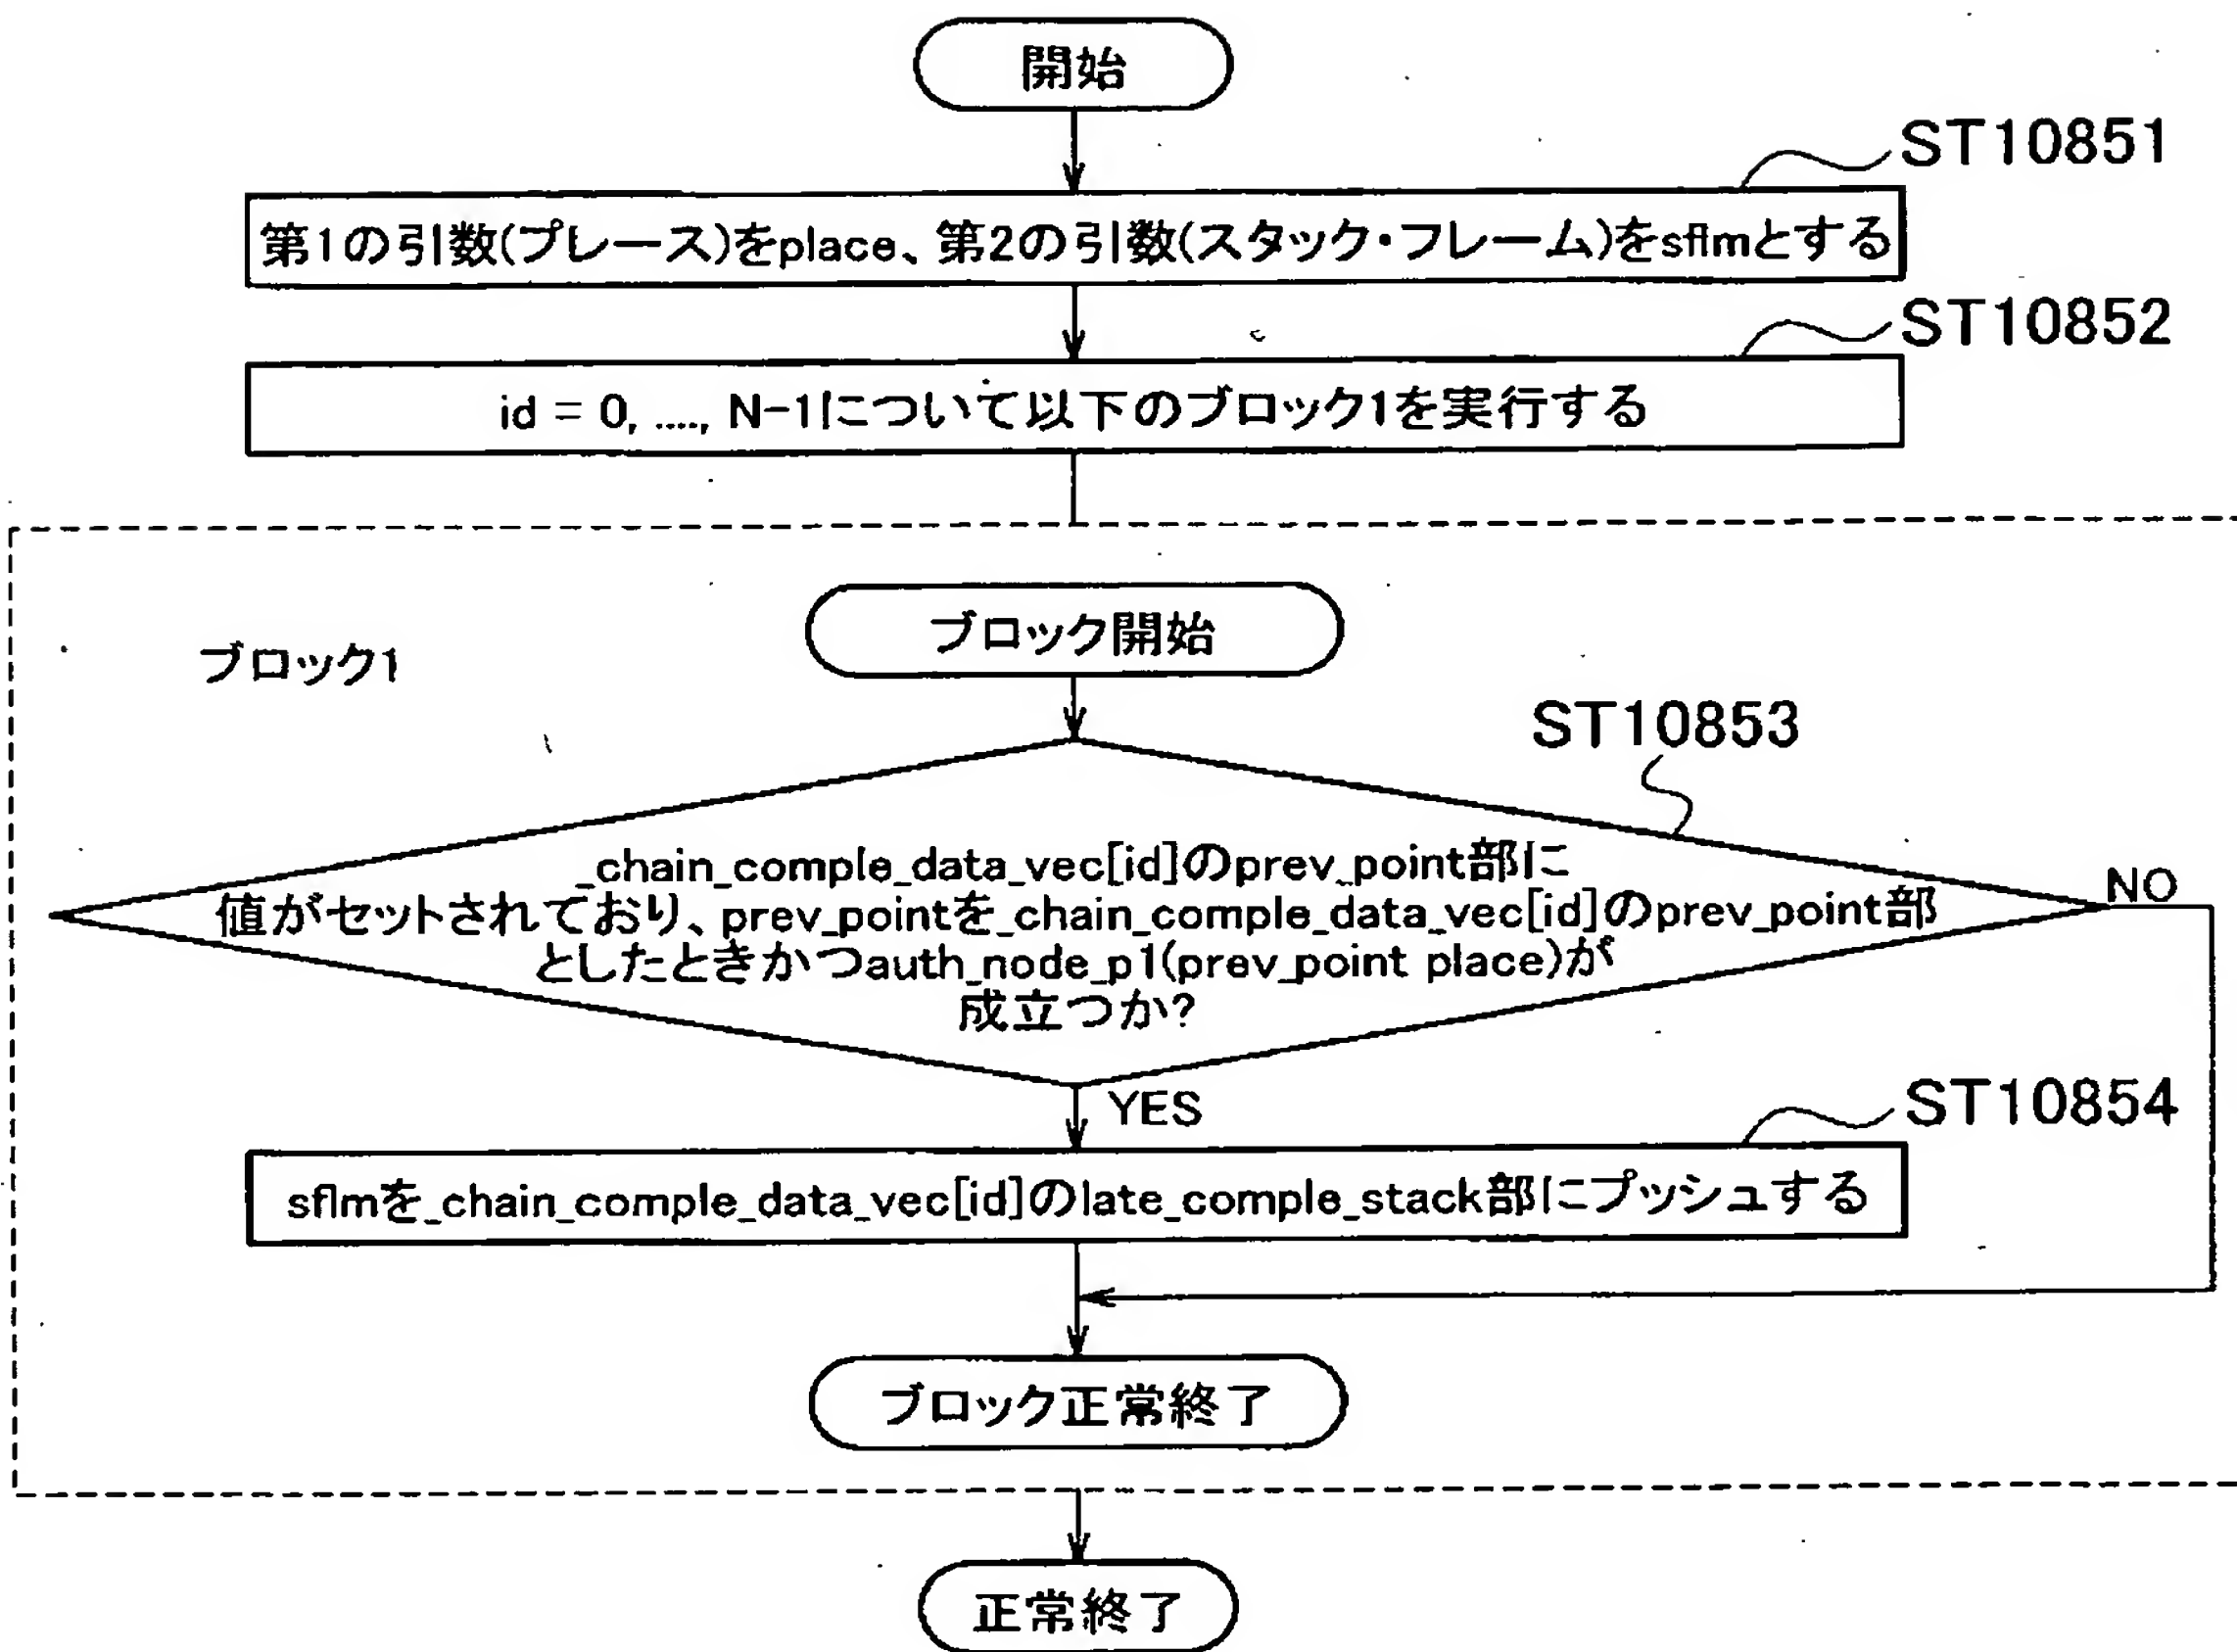 開始
ST10851
第1の引数(プレース)をplace、第2の引数(スタック・フレーム)をsflmとする
ST10852
id = 0, ...., N-1について以下のブロック1を実行する
ブロック開始
ブロック1
ST10853
_chain_comple_data_vec[id]のprev_point部に
値がセットされており、prev_pointを_chain_comple_data_vec[id]のprev_point部
としたときかつauth_node_p1(prev_point place)が
成立つか?
NO
YES
ST10854
sflmを_chain_comple_data_vec[id]のlate_comple_stack部にプッシュする
ブロック正常終了
正常終了